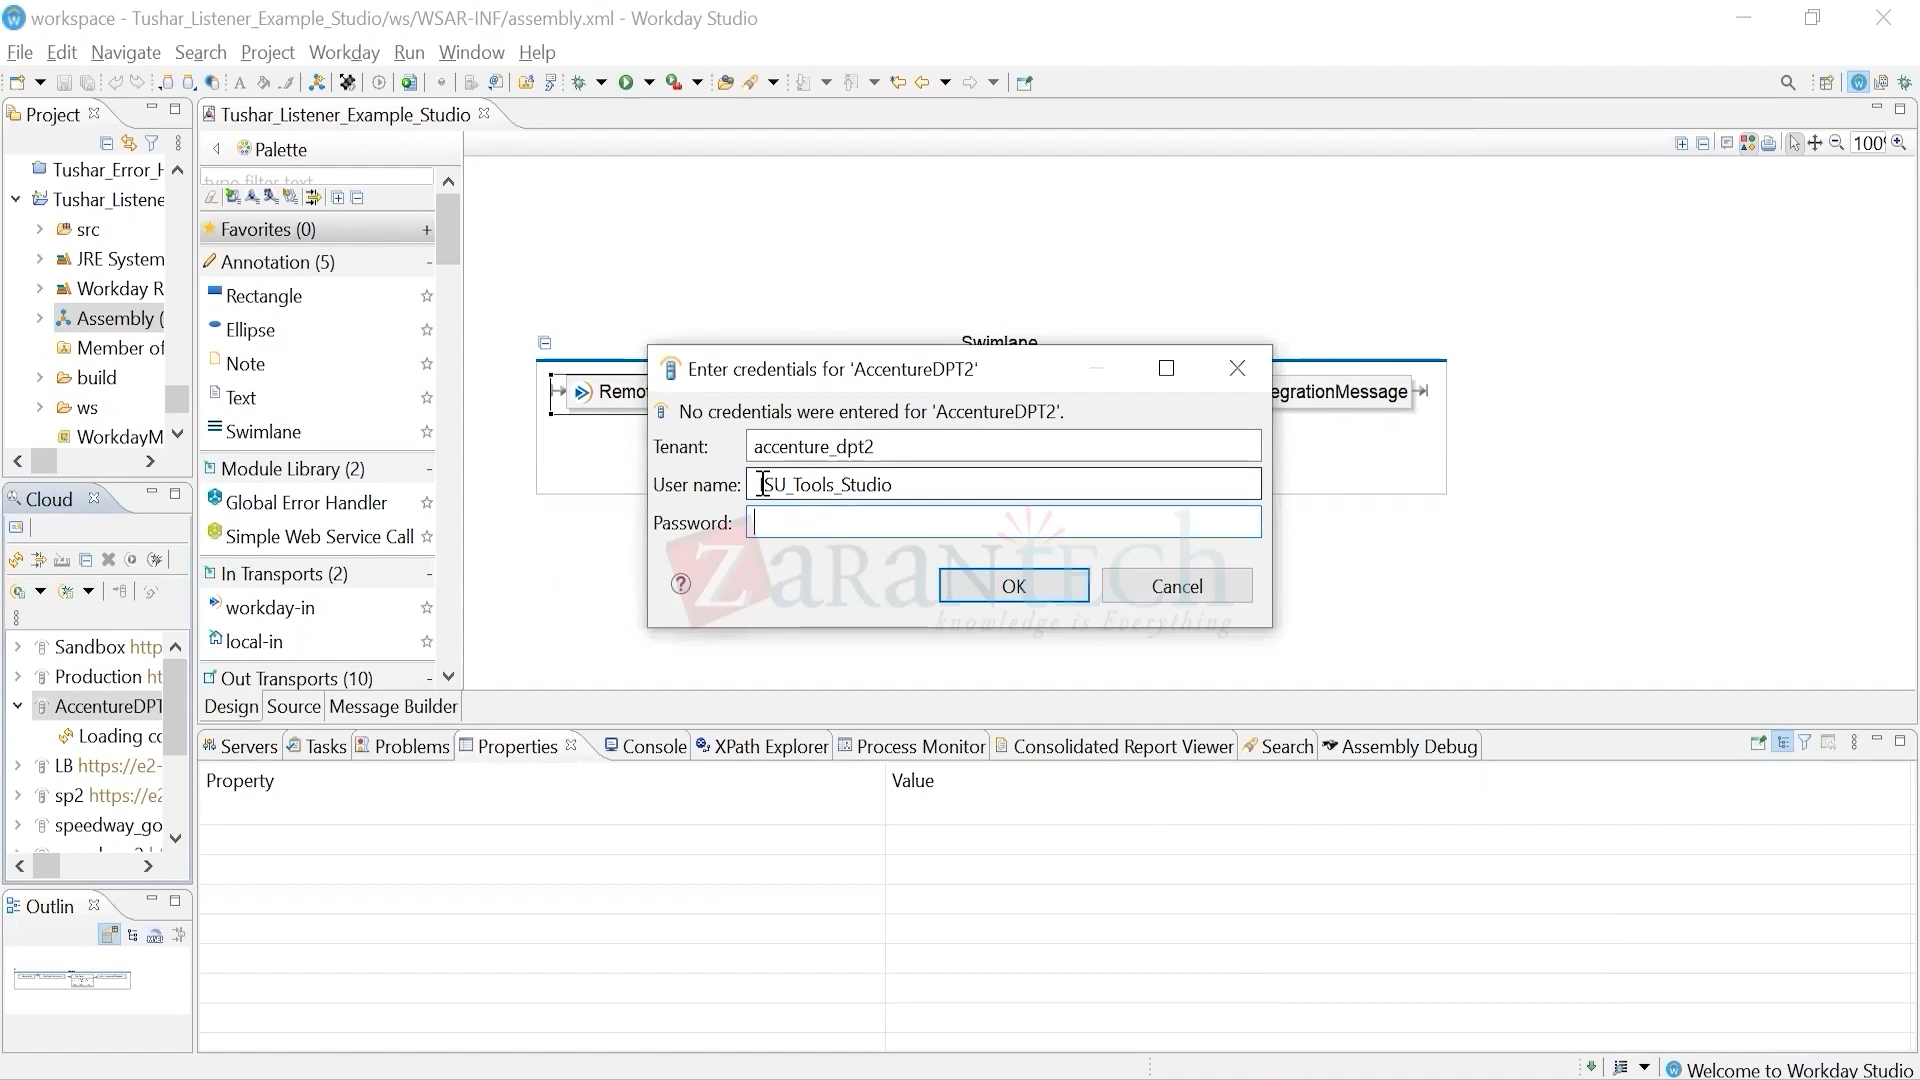 workspace - Tushar_Listener_Example_Studio/ws/WSAR-INF/assembly.xml - Workday Studio
File Edit Navigate Search Project Workday Run Window Help
Project
Tushar_Error_H
Tushar_Listene
src
JRE System
Workday R
Assembly (
Member of
build
ws
WorkdayM
Cloud
Sandbox http
Production ht
AccentureDPT
Loading co
LB https://e2-
sp2 https://e2
speedway_go
Outlin
Tushar_Listener_Example_Studio
100
Palette
type filter text
Favorites (0)
Annotation (5)
Rectangle
Ellipse
Note
Text
Swimlane
Module Library (2)
Global Error Handler
Simple Web Service Call
In Transports (2)
workday-in
local-in
Out Transports (10)
Design Source Message Builder
Swimlane
Remo
egrationMessage
Enter credentials for 'AccentureDPT2'
No credentials were entered for 'AccentureDPT2'.
Tenant: accenture_dpt2
User name: ISU_Tools_Studio
Password:
OK Cancel
ZaranTech
knowledge is Everything
Servers Tasks Problems Properties Console XPath Explorer Process Monitor Consolidated Report Viewer Search Assembly Debug
Property Value
Welcome to Workday Studio